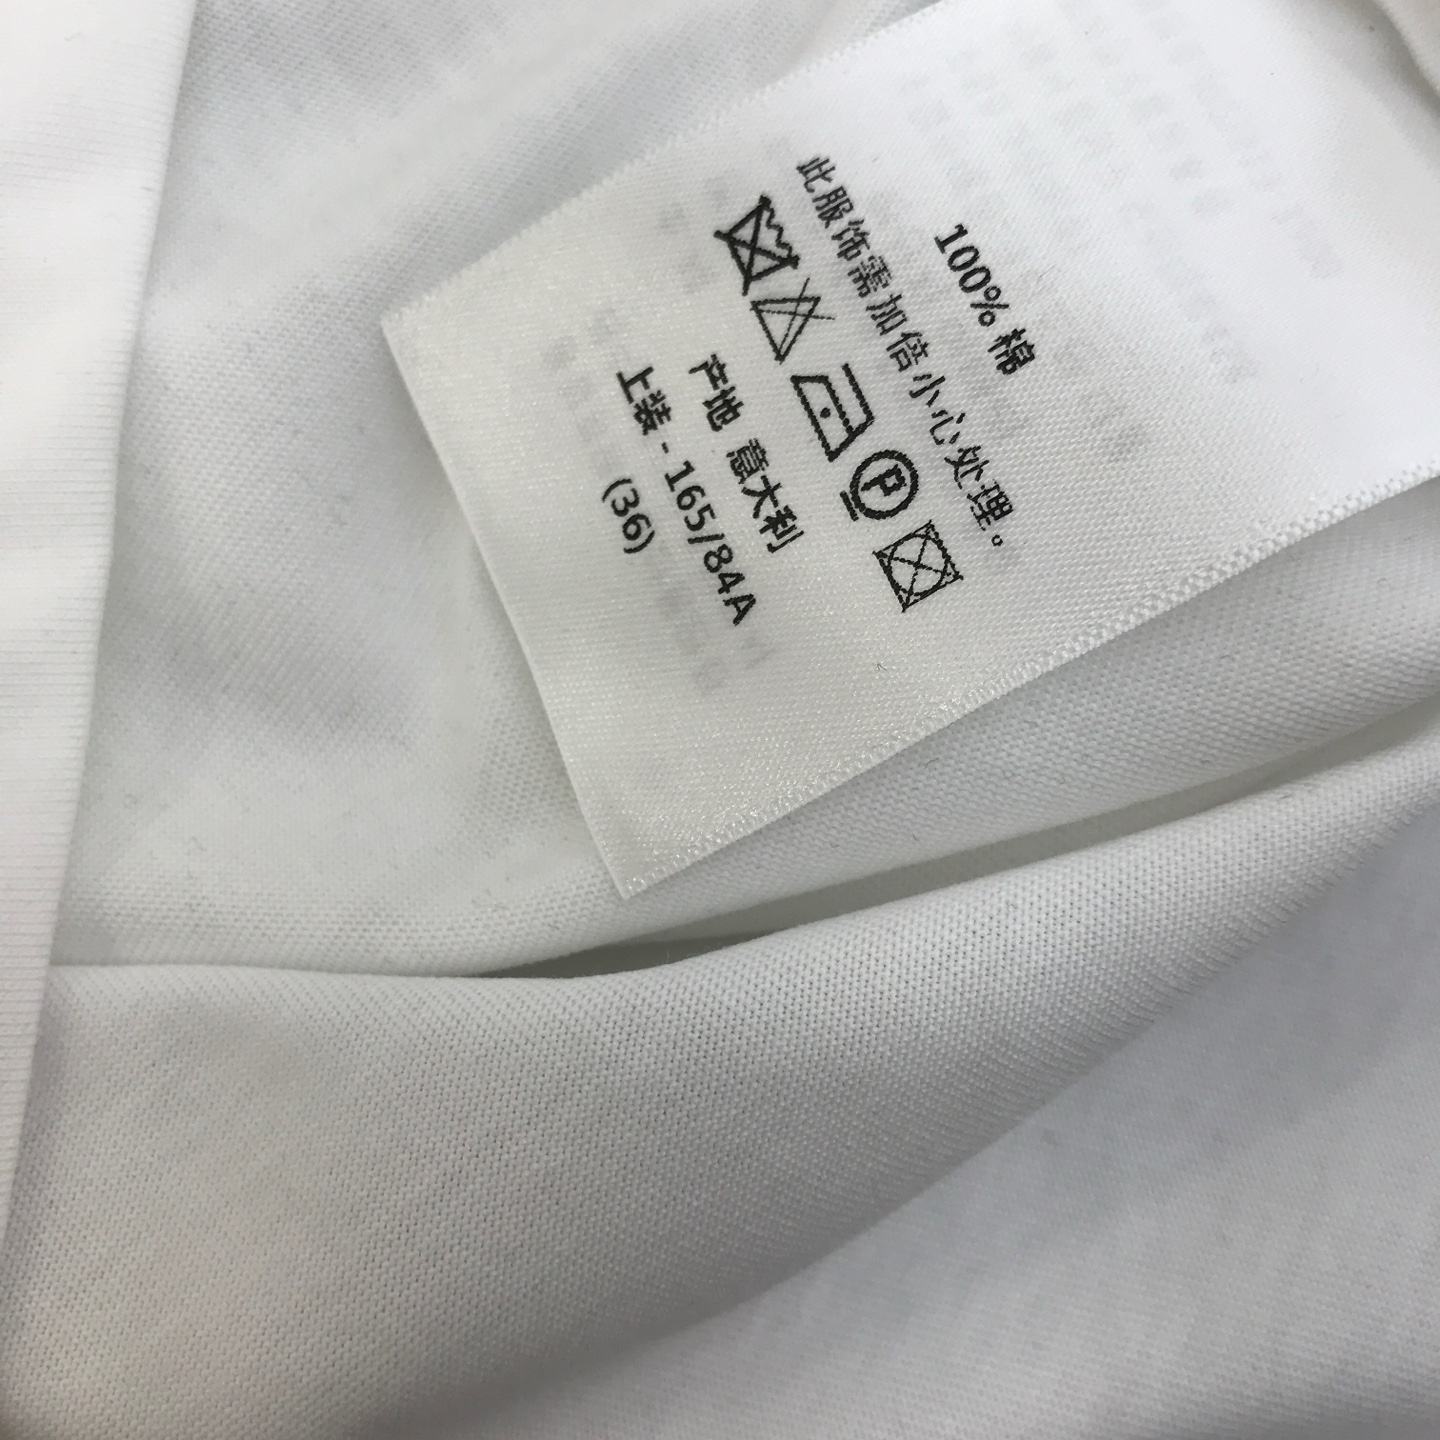 100% 棉
此服饰需加倍小心处理。
P
产地 意大利
上装 - 165/84A
(36)